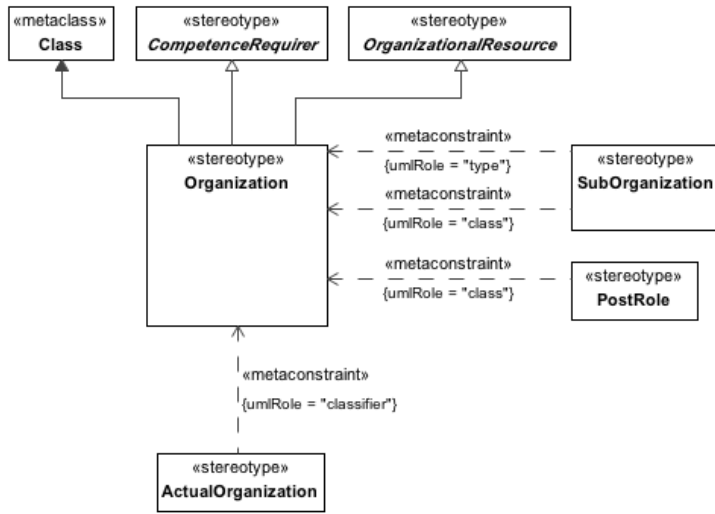 «metaclass»
Class
«stereotype»
CompetenceRequirer
«stereotype»
OrganizationalResource
«stereotype»
Organization
«metaconstraint»
{umlRole = "type"}
«metaconstraint»
{umlRole = "class"}
«stereotype»
SubOrganization
«metaconstraint»
{umlRole = "class"}
«stereotype»
PostRole
«metaconstraint»
{umlRole = "classifier"}
«stereotype»
ActualOrganization